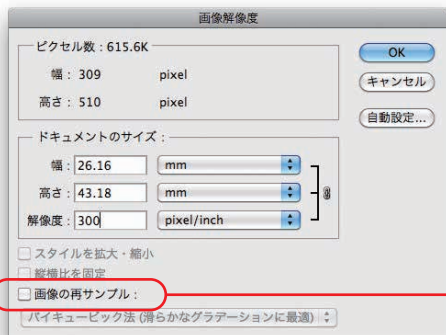 画像解像度
ピクセル数 : 615.6K
幅 : 309 pixel
高さ : 510 pixel
OK
キャンセル
自動設定...
ドキュメントのサイズ :
幅 : 26.16 mm
高さ : 43.18 mm
解像度 : 300 pixel/inch
スタイルを拡大・縮小
縦横比を固定
画像の再サンプル :
バイキュービック法 (滑らかなグラデーションに最適)